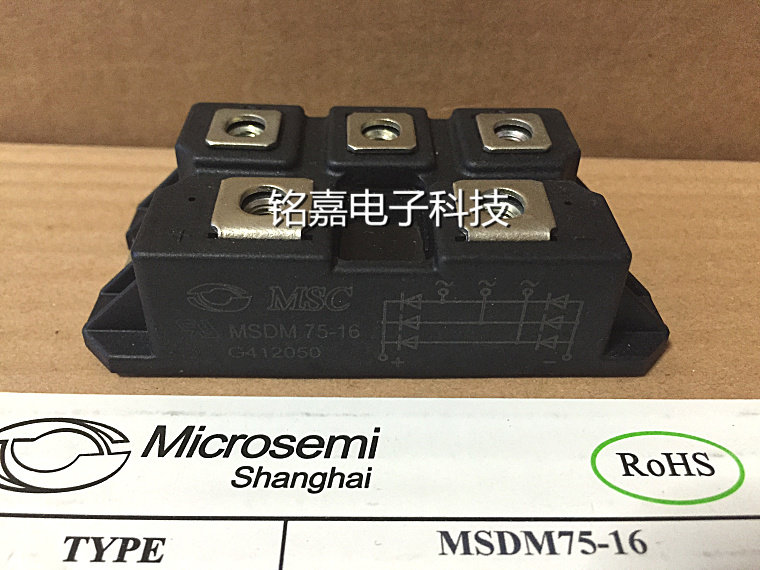 铭嘉电子科技
MSC
MSDM 75-16
G412050
+ -
Microsemi
Shanghai
RoHS
TYPE MSDM75-16